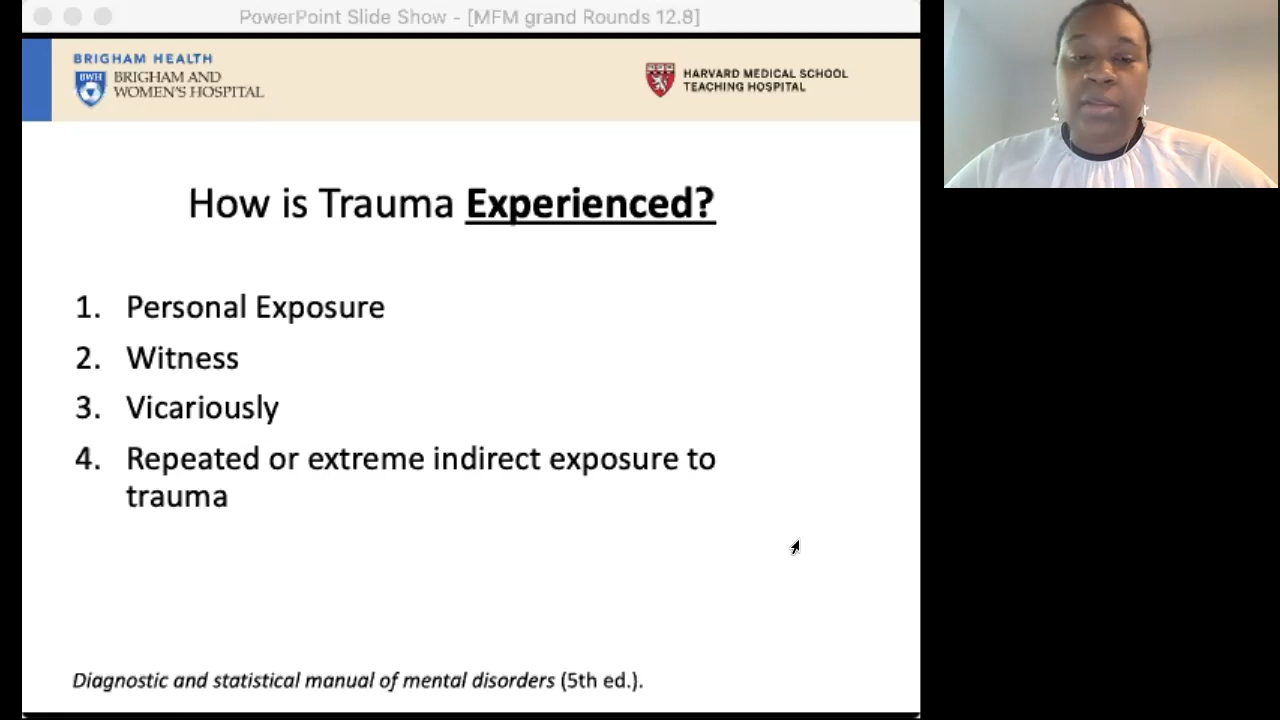 PowerPoint Slide Show - [MFM grand Rounds 12.8]
BRIGHAM HEALTH
BWH
BRIGHAM AND
WOMEN'S HOSPITAL
HARVARD MEDICAL SCHOOL
TEACHING HOSPITAL
How is Trauma Experienced?
1. Personal Exposure
2. Witness
3. Vicariously
4. Repeated or extreme indirect exposure to
trauma
Diagnostic and statistical manual of mental disorders (5th ed.).